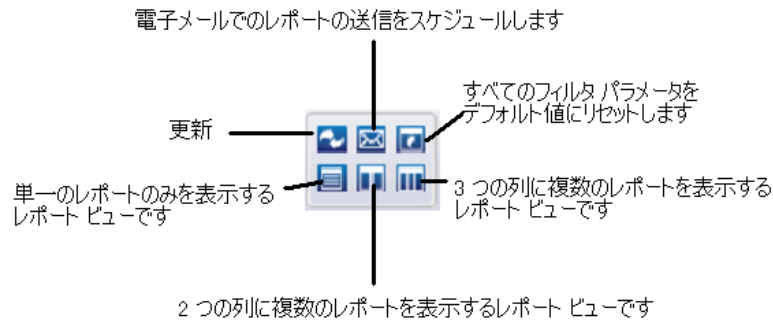 電子メールでのレポートの送信をスケジュールします
すべてのフィルタ パラメータを
デフォルト値にリセットします
更新
単一のレポートのみを表示する
レポート ビューです
3 つの列に複数のレポートを表示する
レポート ビューです
2 つの列に複数のレポートを表示するレポート ビューです